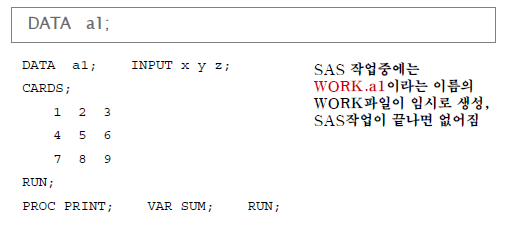 DATA a1;
DATA a1; INPUT x y z;
CARDS;
1 2 3
4 5 6
7 8 9
RUN;
PROC PRINT; VAR SUM; RUN;
SAS 작업중에는
WORK.a1이라는 이름의
WORK파일이 임시로 생성,
SAS작업이 끝나면 없어짐